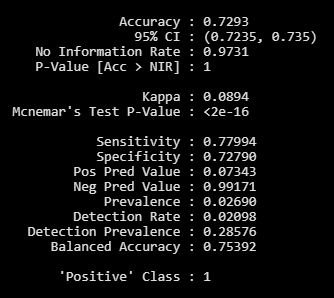 Accuracy : 0.7293
95% CI : (0.7235, 0.735)
No Information Rate : 0.9731
P-Value [Acc > NIR] : 1
Kappa : 0.0894
Mcnemar's Test P-Value : <2e-16
Sensitivity : 0.77994
Specificity : 0.72790
Pos Pred Value : 0.07343
Neg Pred Value : 0.99171
Prevalence : 0.02690
Detection Rate : 0.02098
Detection Prevalence : 0.28576
Balanced Accuracy : 0.75392
'Positive' Class : 1